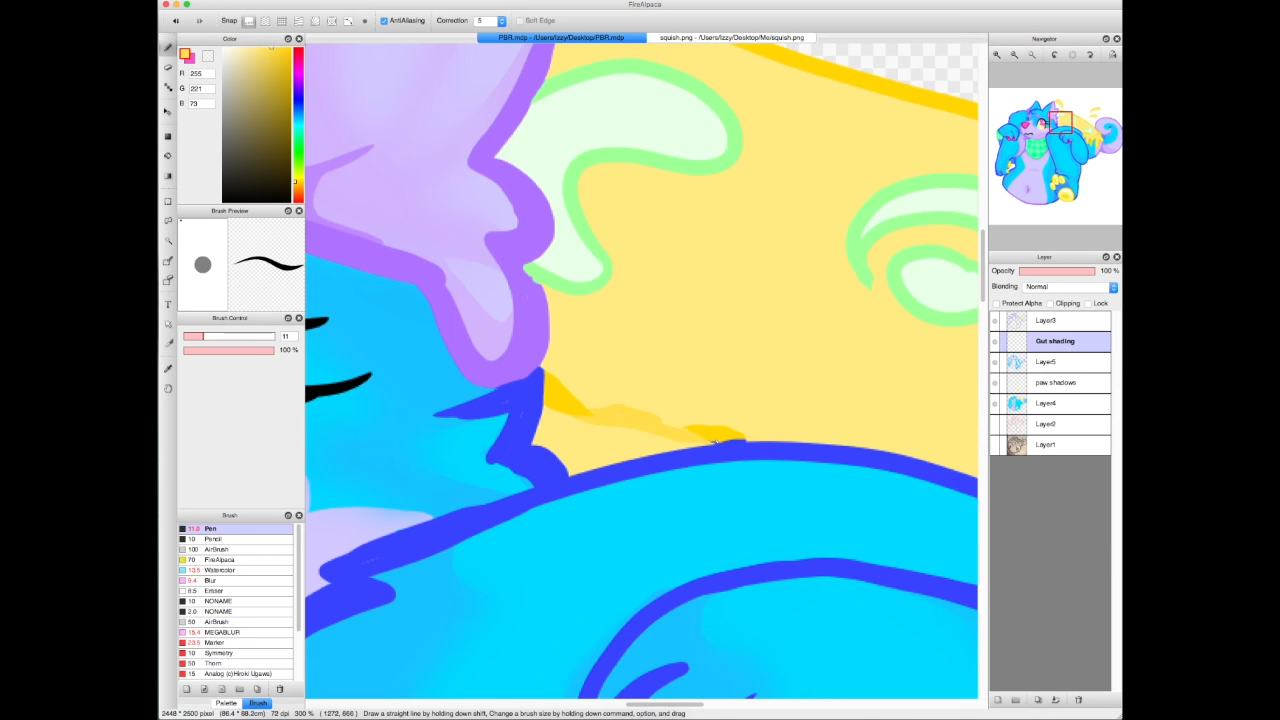 FireAlpaca
Snap
AntiAliasing
Correction
5
Soft Edge
PBR.mdp - /Users/Izzy/Desktop/PBR.mdp
squish.png - /Users/Izzy/Desktop/Me/squish.png
Color
R
255
G
221
B
73
Brush Preview
Brush Control
11
100 %
Brush
11.0 Pen
10 Pencil
100 AirBrush
70 FireAlpaca
13.5 Watercolor
9.4 Blur
8.5 Eraser
10 NONAME
2.0 NONAME
50 AirBrush
15.4 MEGABLUR
23.5 Marker
10 Symmetry
50 Thorn
15 Analog (c)Hiroki Ugawa)
Palette
Brush
2448 * 2500 pixel (86.4 * 88.2cm) 72 dpi 300 % ( 1272, 666 ) Draw a straight line by holding down shift, Change a brush size by holding down command, option, and drag
Navigator
Layer
Opacity
100 %
Blending
Normal
Protect Alpha
Clipping
Lock
Layer3
Gut shading
Layer5
paw shadows
Layer4
Layer2
Layer1